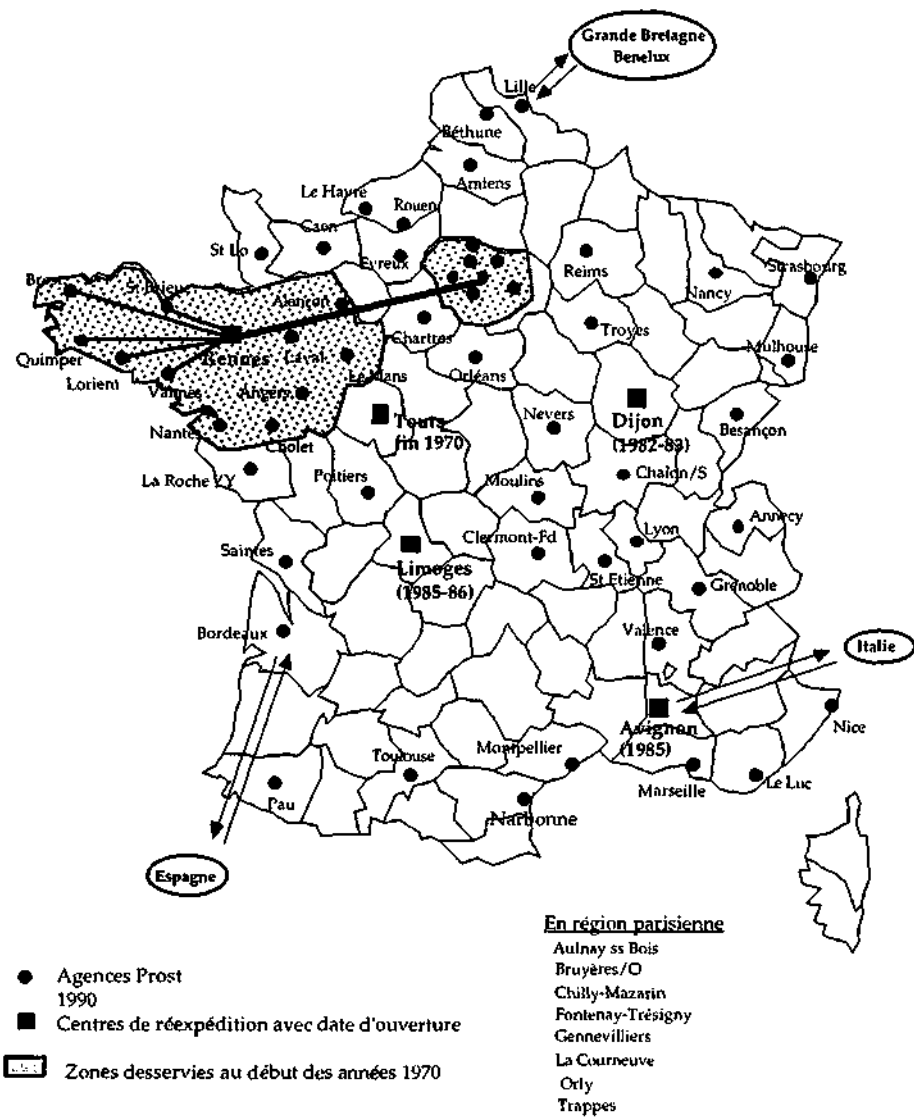 Grande Bretagne
Benelux
Lille
Béthune
Amiens
Le Havre
Rouen
Caen
St Lo
Evreux
Reims
Strasbourg
Nancy
St Brieu
Alençon
Chartres
Troyes
Mulhouse
Quimper
Rennes
Laval
Lorient
Le Mans
Orléans
Vannes
Angers
Nantes
Cholet
Tours
fin 1970
Nevers
Dijon
(1982-83)
Besançon
La Roche /Y
Poitiers
Moulins
Chalon/S
Annecy
Clermont-Fd
Lyon
Saintes
Limoges
(1985-86)
St Etienne
Grenoble
Bordeaux
Valence
Italie
Avignon
(1985)
Nice
Toulouse
Montpellier
Marseille
Le Luc
Pau
Narbonne
Espagne
En région parisienne
Aulnay ss Bois
Bruyères/O
Chilly-Mazarin
Fontenay-Trésigny
Gennevilliers
La Courneuve
Orly
Trappes
Agences Prost
1990
Centres de réexpédition avec date d'ouverture
Zones desservies au début des années 1970